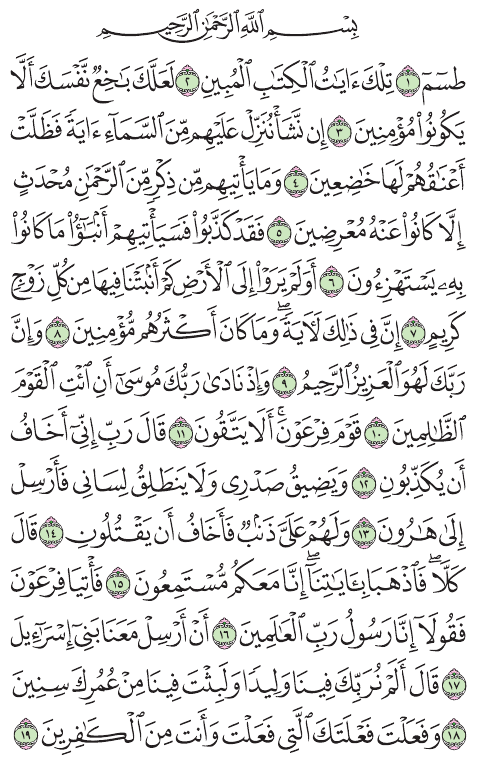 بِسْمِ ٱللَّهِ ٱلرَّحْمَٰنِ ٱلرَّحِيمِ
طسٓمٓ ١ تِلْكَ ءَايَٰتُ ٱلْكِتَٰبِ ٱلْمُبِينِ ٢ لَعَلَّكَ بَٰخِعٌ نَّفْسَكَ أَلَّا
يَكُونُوا۟ مُؤْمِنِينَ ٣ إِن نَّشَأْ نُنَزِّلْ عَلَيْهِم مِّنَ ٱلسَّمَآءِ ءَايَةً فَظَلَّتْ
أَعْنَٰقُهُمْ لَهَا خَٰضِعِينَ ٤ وَمَا يَأْتِيهِم مِّن ذِكْرٍ مِّنَ ٱلرَّحْمَٰنِ مُحْدَثٍ
إِلَّا كَانُوا۟ عَنْهُ مُعْرِضِينَ ٥ فَقَدْ كَذَّبُوا۟ فَسَيَأْتِيهِمْ أَنۢبَٰٓؤُا۟ مَا كَانُوا۟
بِهِۦ يَسْتَهْزِءُونَ ٦ أَوَلَمْ يَرَوْا۟ إِلَى ٱلْأَرْضِ كَمْ أَنۢبَتْنَا فِيهَا مِن كُلِّ زَوْجٍ
كَرِيمٍ ٧ إِنَّ فِى ذَٰلِكَ لَءَايَةً ۖ وَمَا كَانَ أَكْثَرُهُم مُّؤْمِنِينَ ٨ وَإِنَّ
رَبَّكَ لَهُوَ ٱلْعَزِيزُ ٱلرَّحِيمُ ٩ وَإِذْ نَادَىٰ رَبُّكَ مُوسَىٰٓ أَنِ ٱئْتِ ٱلْقَوْمَ
ٱلظَّٰلِمِينَ ١٠ قَوْمَ فِرْعَوْنَ ۚ أَلَا يَتَّقُونَ ١١ قَالَ رَبِّ إِنِّىٓ أَخَافُ
أَن يُكَذِّبُونِ ١٢ وَيَضِيقُ صَدْرِى وَلَا يَنطَلِقُ لِسَانِى فَأَرْسِلْ
إِلَىٰ هَٰرُونَ ١٣ وَلَهُمْ عَلَىَّ ذَنۢبٌ فَأَخَافُ أَن يَقْتُلُونِ ١٤ قَالَ
كَلَّا ۖ فَٱذْهَبَا بِـَٔايَٰتِنَآ ۖ إِنَّا مَعَكُم مُّسْتَمِعُونَ ١٥ فَأْتِيَا فِرْعَوْنَ
فَقُولَآ إِنَّا رَسُولُ رَبِّ ٱلْعَٰلَمِينَ ١٦ أَنْ أَرْسِلْ مَعَنَا بَنِىٓ إِسْرَٰٓءِيلَ
١٧ قَالَ أَلَمْ نُرَبِّكَ فِينَا وَلِيدًا وَلَبِثْتَ فِينَا مِنْ عُمُرِكَ سِنِينَ
١٨ وَفَعَلْتَ فَعْلَتَكَ ٱلَّتِى فَعَلْتَ وَأَنتَ مِنَ ٱلْكَٰفِرِينَ ١٩